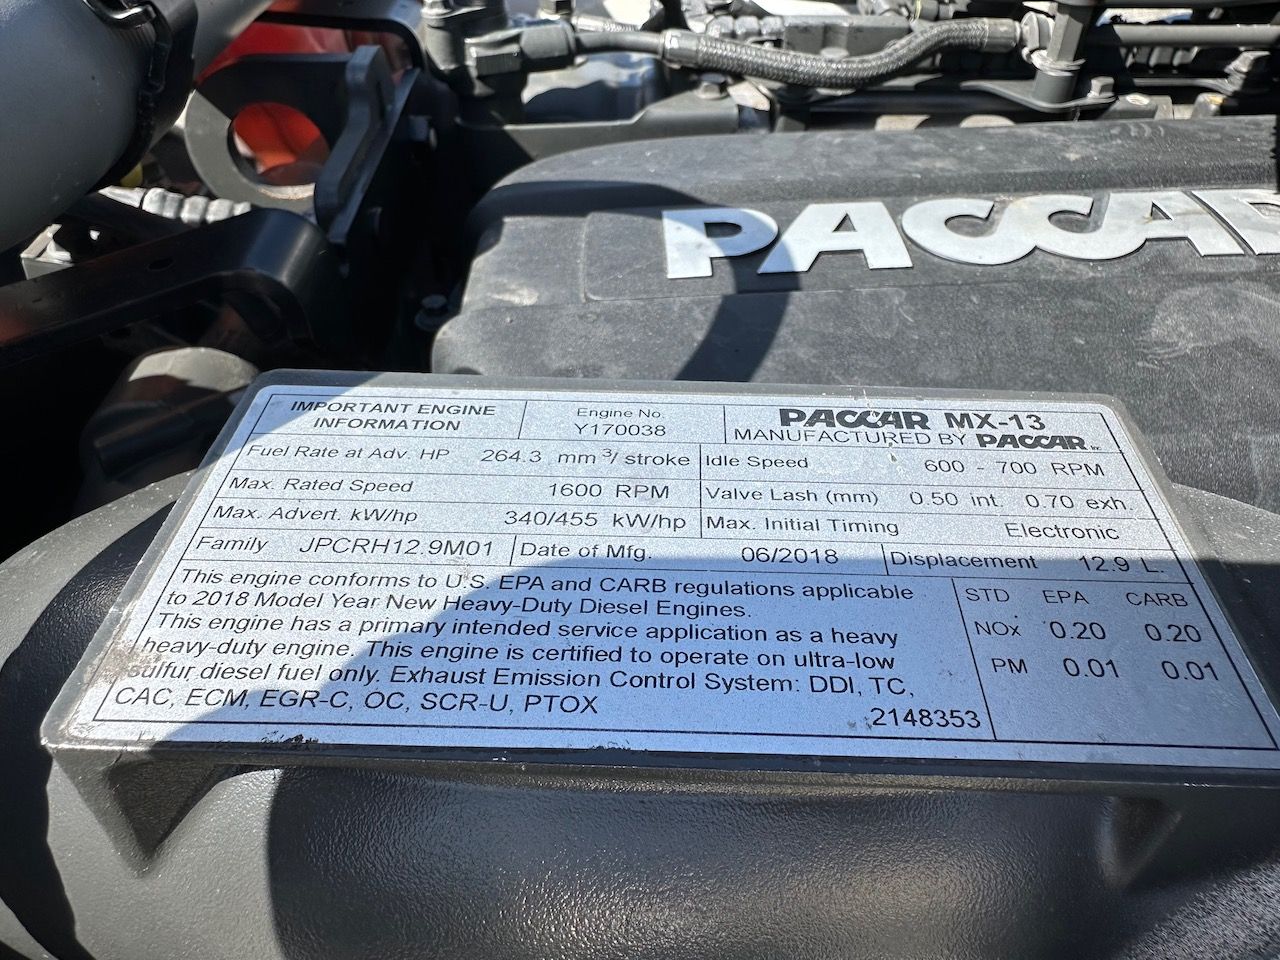 PACCAR
IMPORTANT ENGINE
INFORMATION
Engine No.
Y170038
PACCAR MX-13
MANUFACTURED BY PACCAR Inc
Fuel Rate at Adv. HP 264.3 mm³/ stroke
Idle Speed 600 - 700 RPM
Max. Rated Speed 1600 RPM
Valve Lash (mm) 0.50 int. 0.70 exh.
Max. Advert. kW/hp 340/455 kW/hp
Max. Initial Timing Electronic
Family JPCRH12.9M01
Date of Mfg. 06/2018
Displacement 12.9 L.
This engine conforms to U.S. EPA and CARB regulations applicable
to 2018 Model Year New Heavy-Duty Diesel Engines.
This engine has a primary intended service application as a heavy
heavy-duty engine. This engine is certified to operate on ultra-low
sulfur diesel fuel only. Exhaust Emission Control System: DDI, TC,
CAC, ECM, EGR-C, OC, SCR-U, PTOX
2148353
STD EPA CARB
NOx 0.20 0.20
PM 0.01 0.01